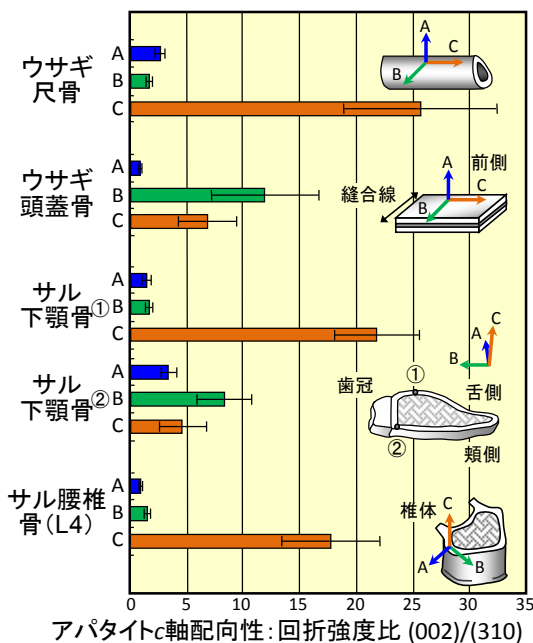 ウサギ
尺骨
A
B
C
A
B
C
ウサギ
頭蓋骨
A
B
C
縫合線
A
前側
C
B
サル
下顎骨①
A
B
C
サル
下顎骨②
A
B
C
C
A
B
歯冠
①
舌側
②
頬側
サル腰椎
骨(L4)
A
B
C
椎体
C
A
B
0 5 10 15 20 25 30 35
アパタイトc軸配向性:回折強度比 (002)/(310)